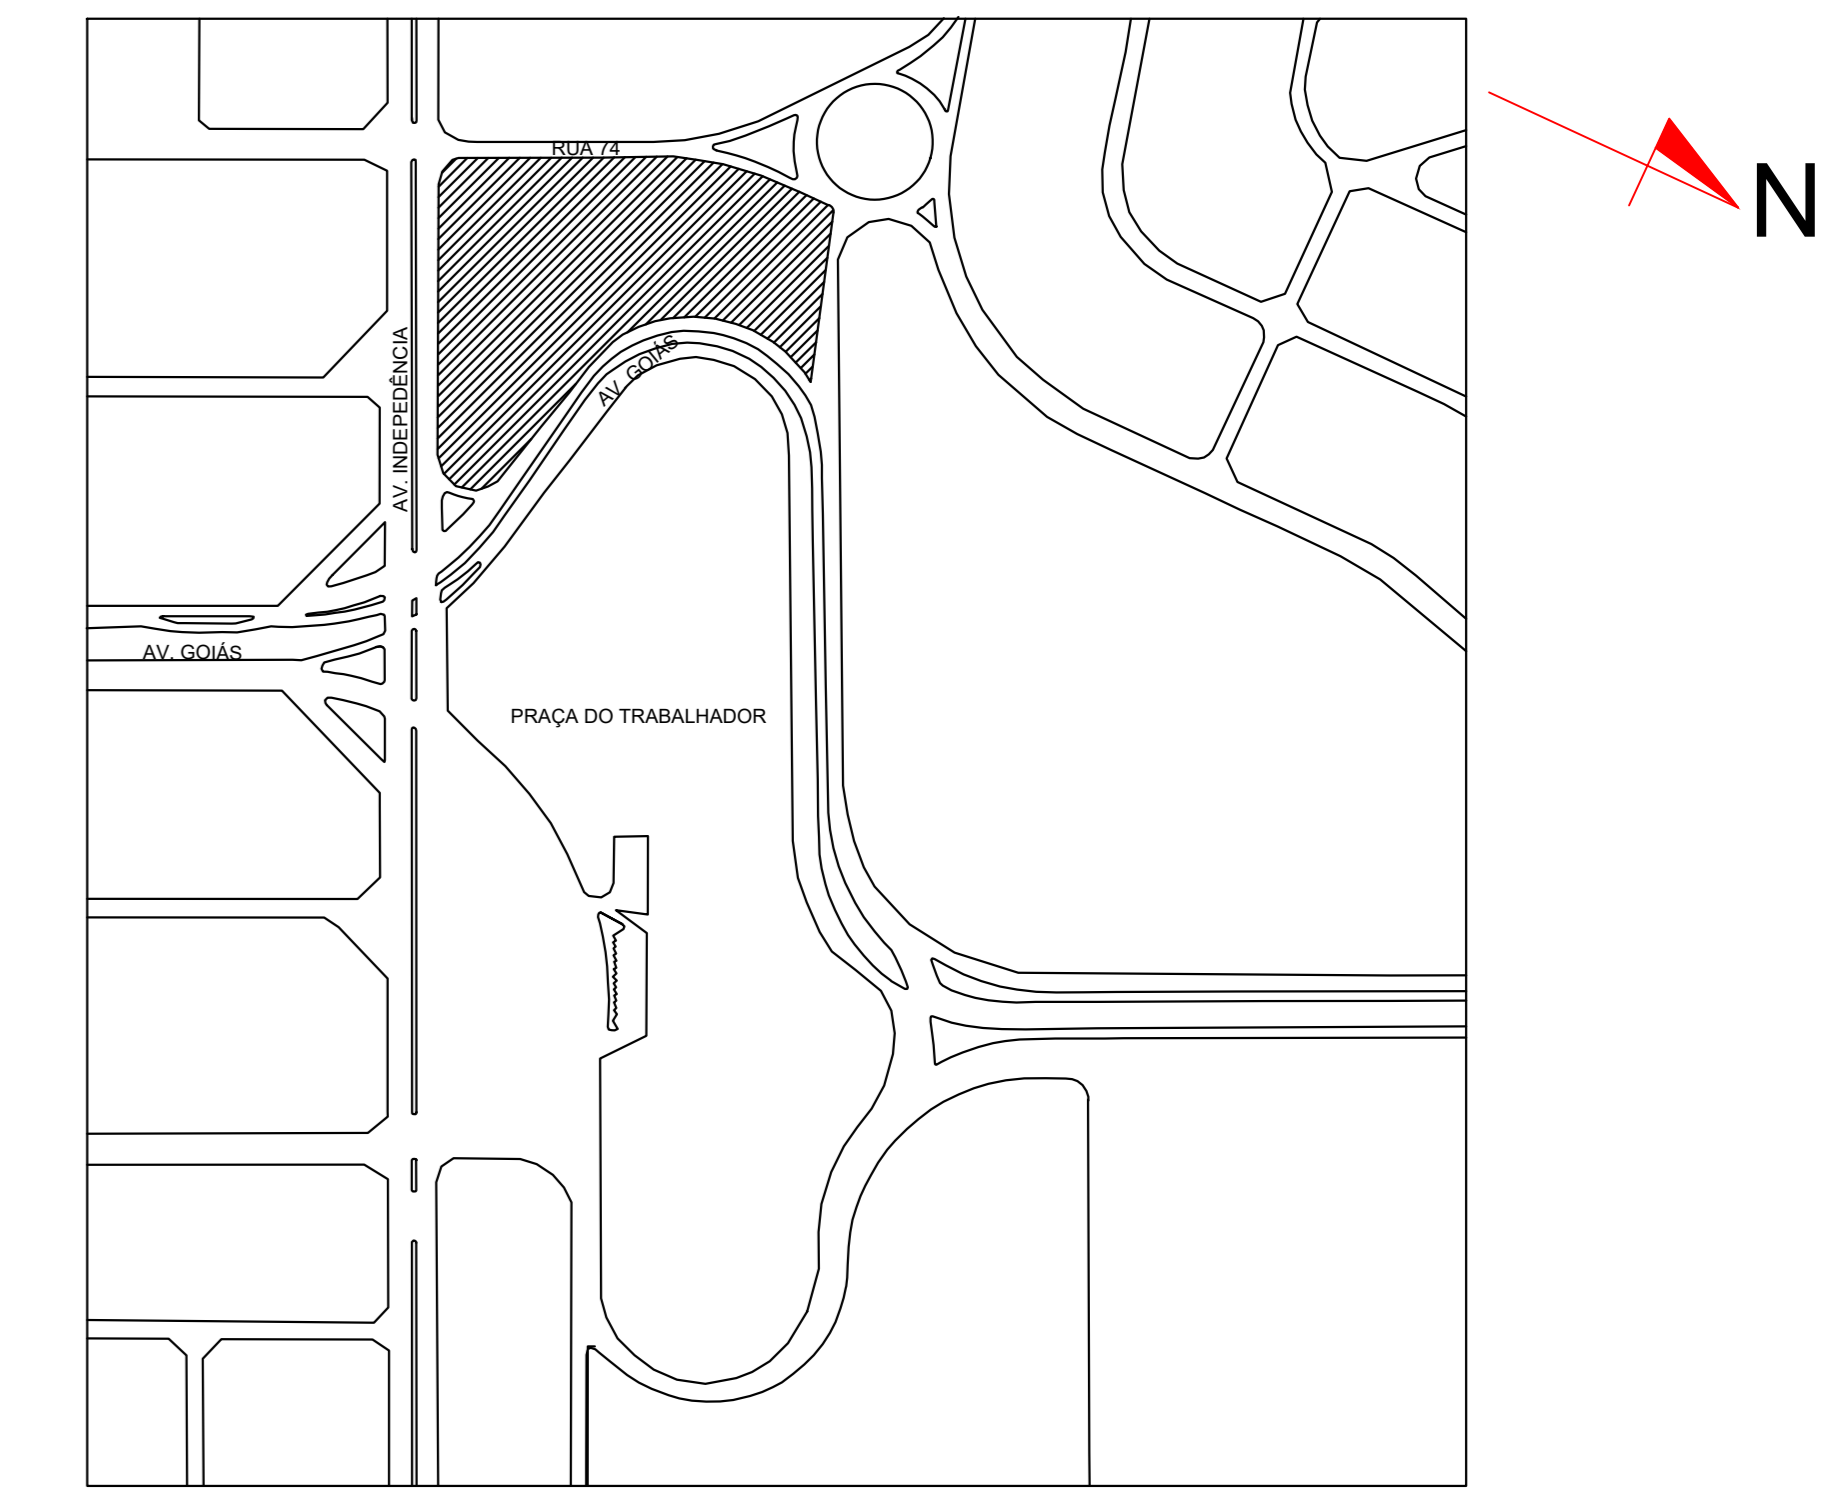 RUA 74
N
AV. INDEPEDÊNCIA
AV. GOIÁS
AV. GOIÁS
PRAÇA DO TRABALHADOR